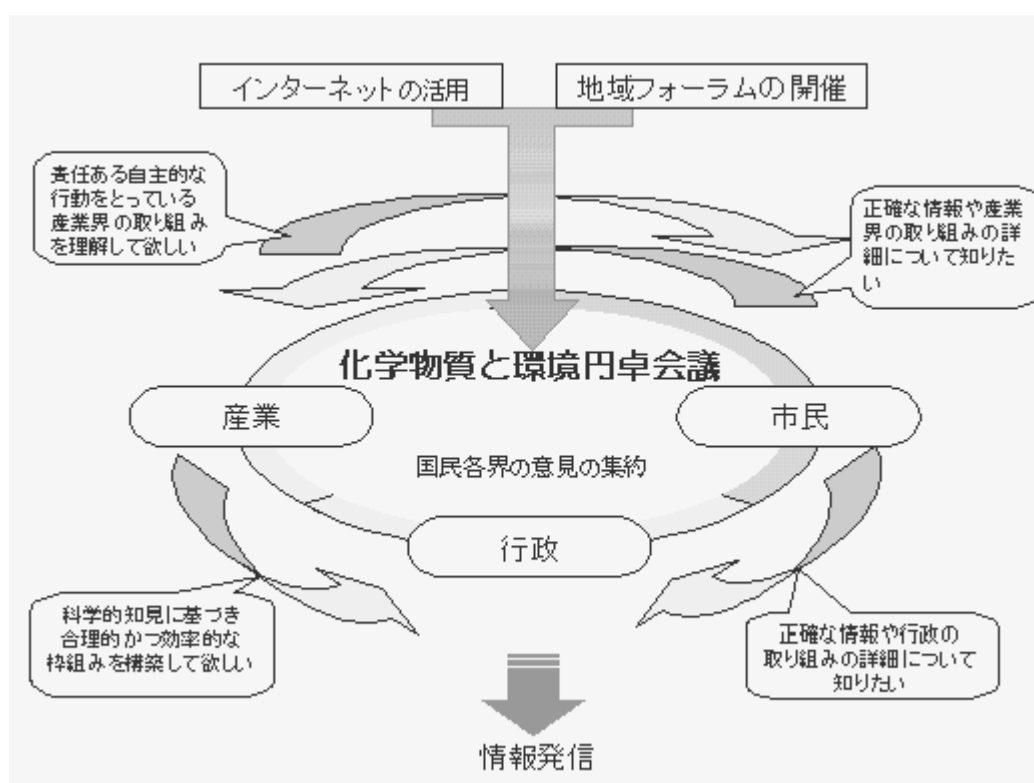 インターネットの活用
地域フォーラムの開催
責任ある自主的な
行動をとっている
産業界の取り組み
を理解して欲しい
正確な情報や産業
界の取り組みの詳
細について知りた
い
化学物質と環境円卓会議
産業
市民
国民各界の意見の集約
行政
科学的知見に基づき
合理的かつ効率的な
枠組みを構築して欲しい
正確な情報や行政の
取り組みの詳細について
知りたい
情報発信